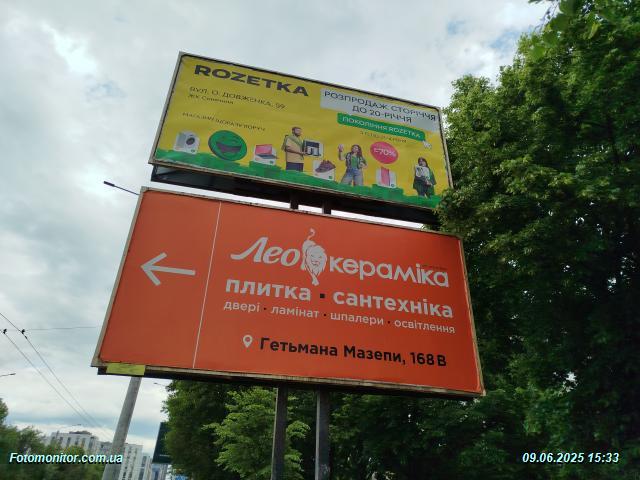 ROZETKA
ВУЛ. О. ДОВЖЕНКА, 59
РОЗПРОДАЖ СТОРІЧЧЯ
ДО 20-РІЧЧЯ
ПОКОЛІННЯ ROZETKA
-70%
Лео кераміка
плитка · сантехніка
двері · ламінат · шпалери · освітлення
Гетьмана Мазепи, 168В
Fotomonitor.com.ua
09.06.2025 15:33